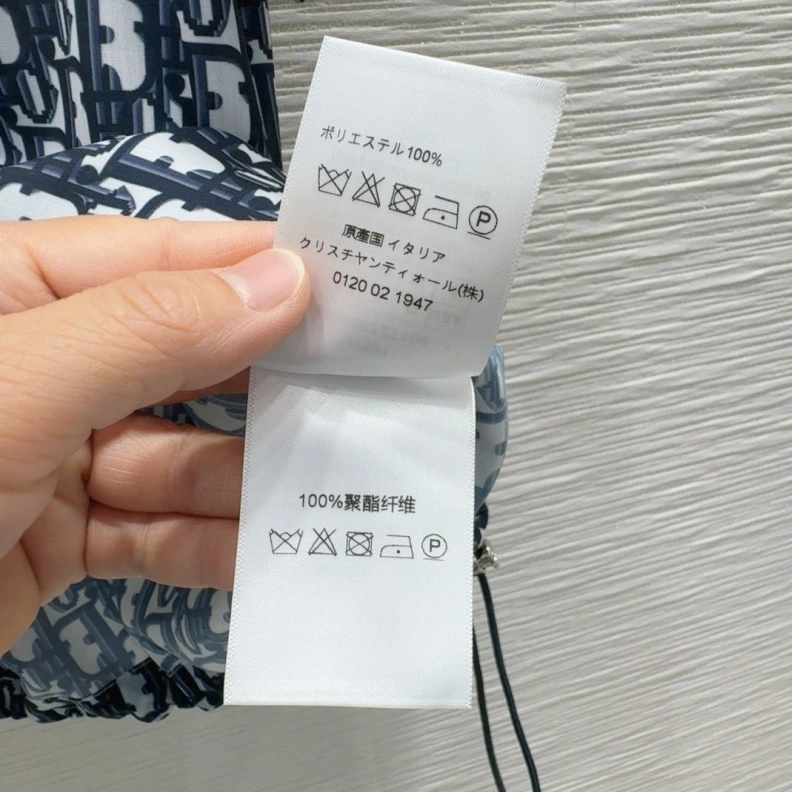 ポリエステル100%
P
原産国 イタリア
クリスチャンディオール(株)
0120 02 1947
100%聚酯纤维
P